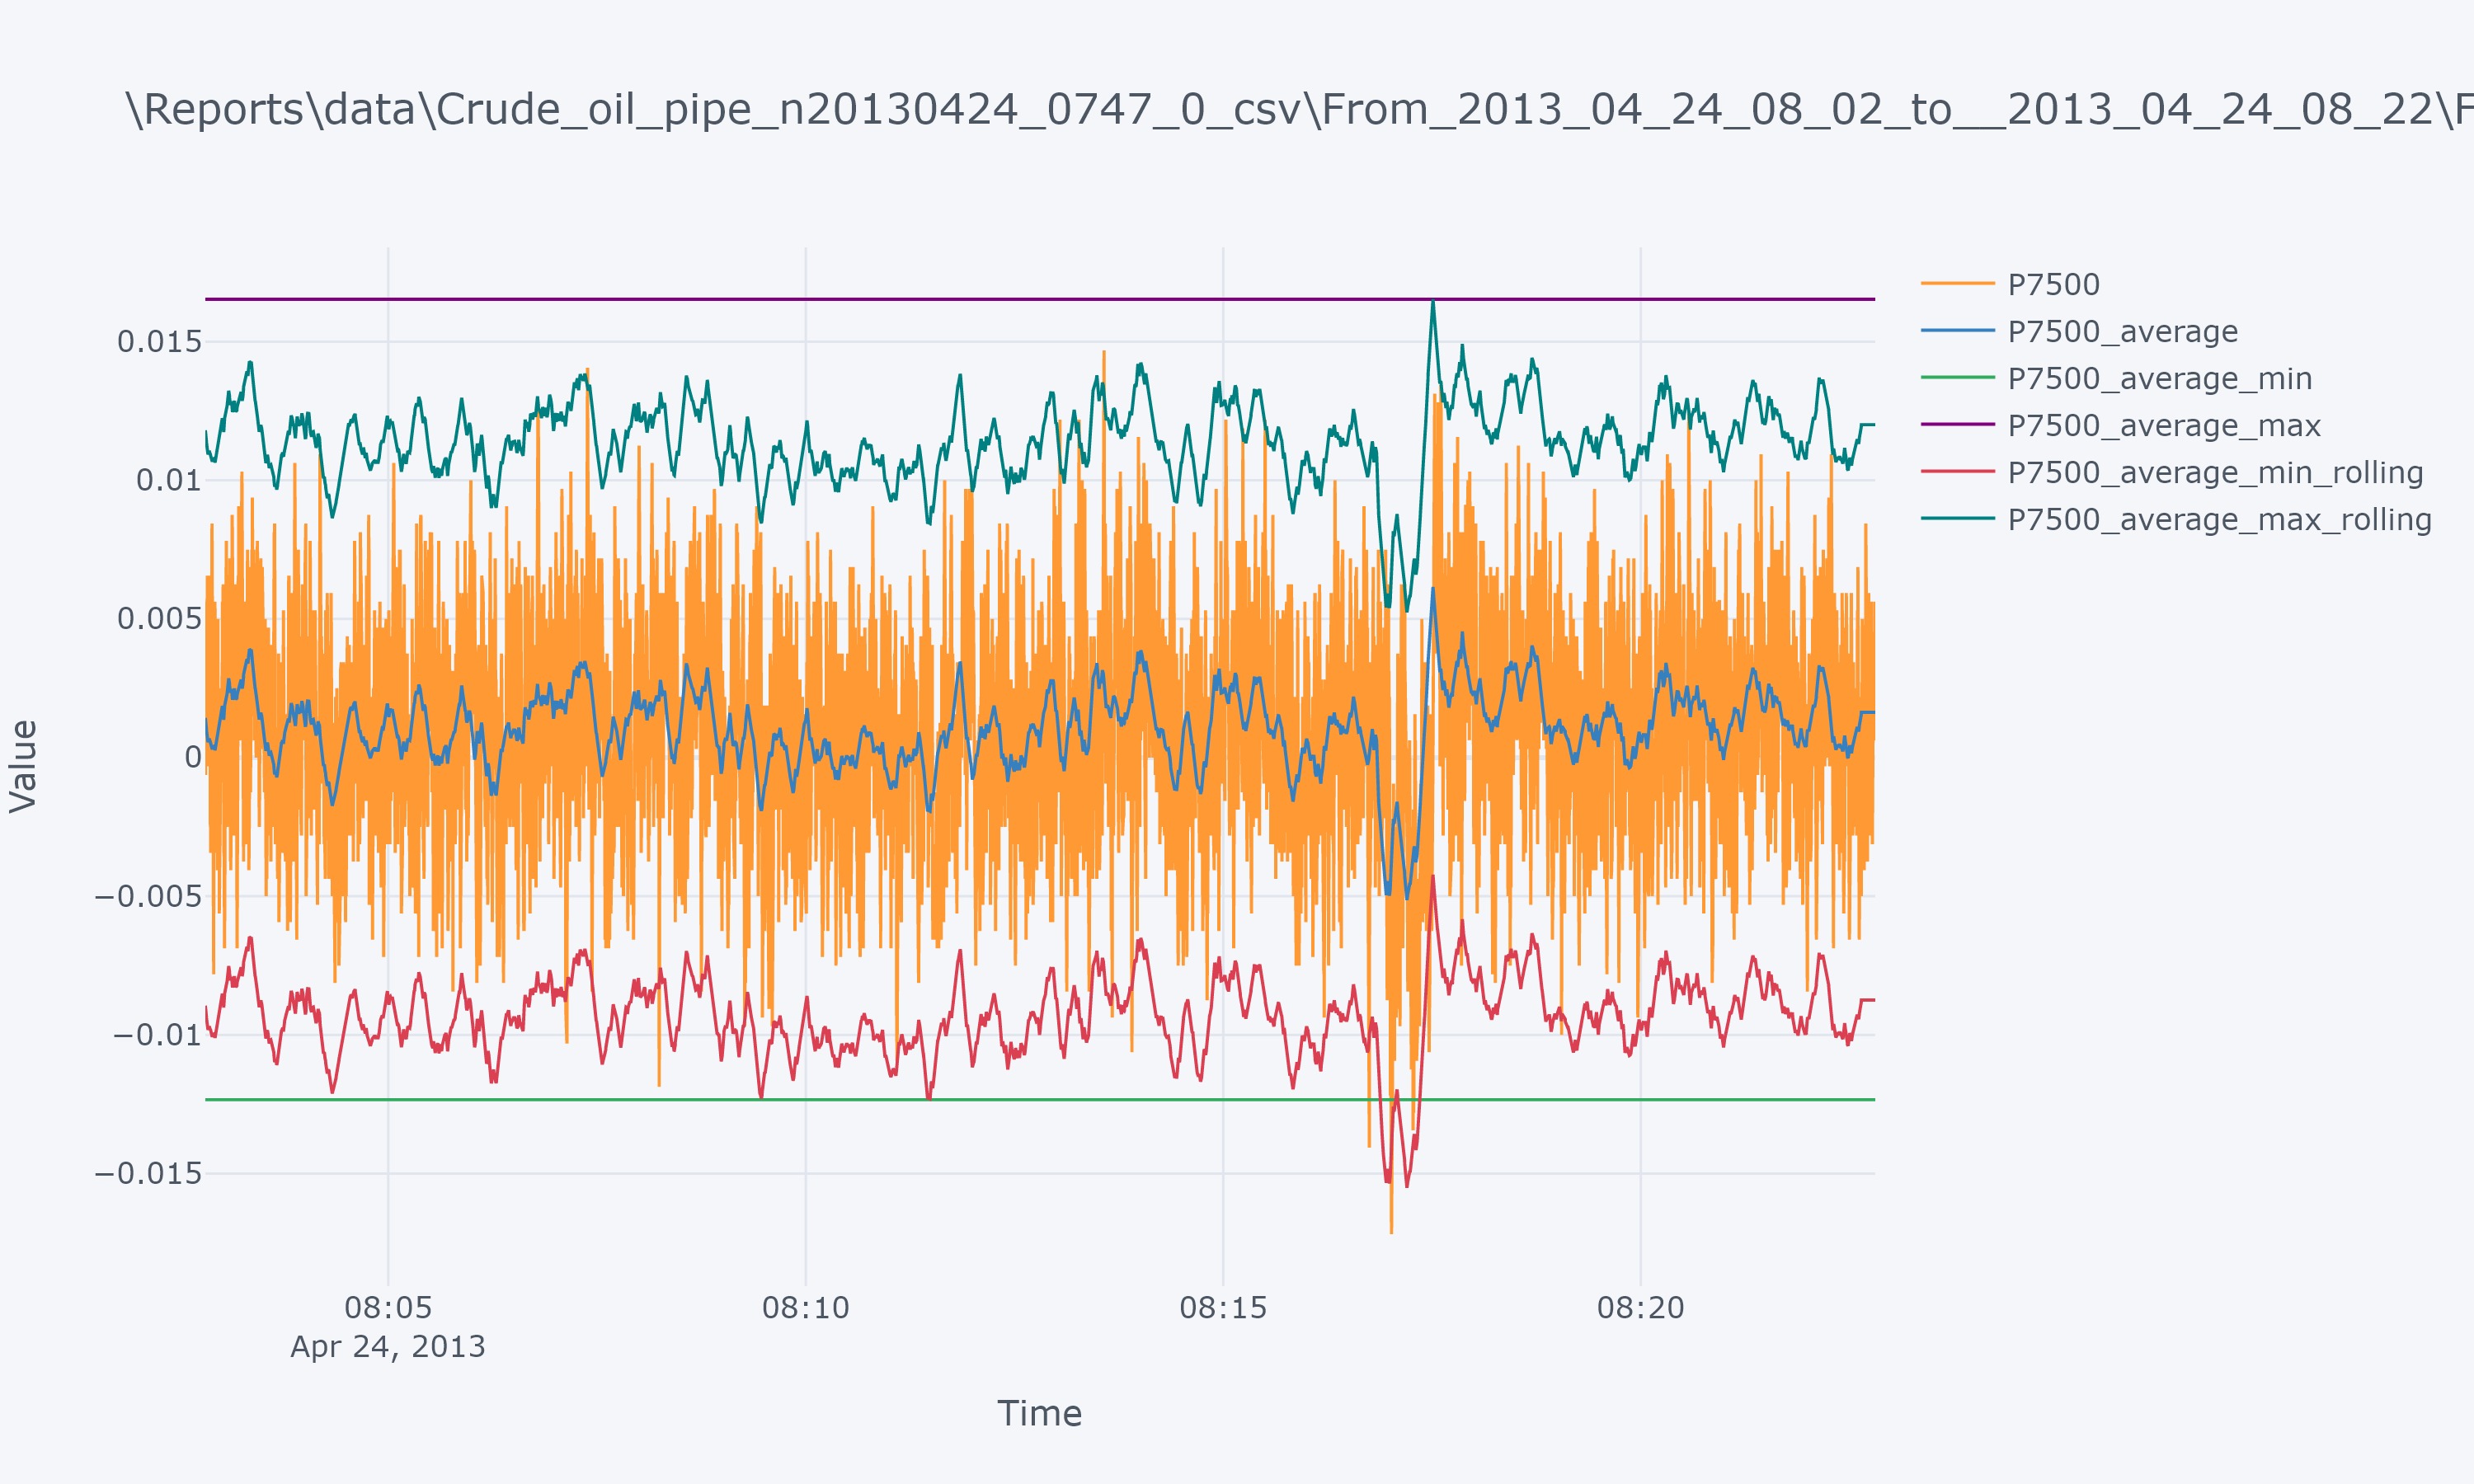 \Reports\data\Crude_oil_pipe_n20130424_0747_0_csv\From_2013_04_24_08_02_to__2013_04_24_08_22\F
P7500
P7500_average
P7500_average_min
P7500_average_max
P7500_average_min_rolling
P7500_average_max_rolling
0.015
0.01
0.005
0
−0.005
−0.01
−0.015
Value
08:05
08:10
08:15
08:20
Apr 24, 2013
Time